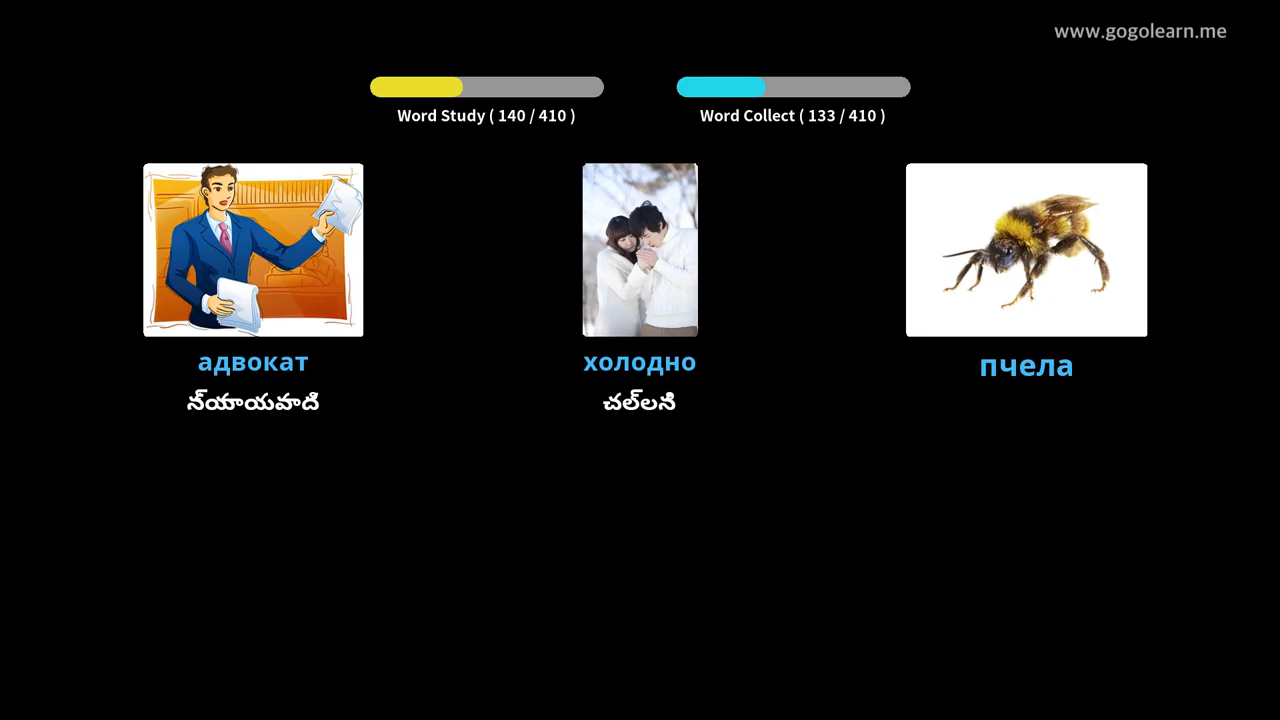 www.gogolearn.me
Word Study ( 140 / 410 )
Word Collect ( 133 / 410 )
адвокат
холодно
пчела
న్యాయవాది
చల్లని